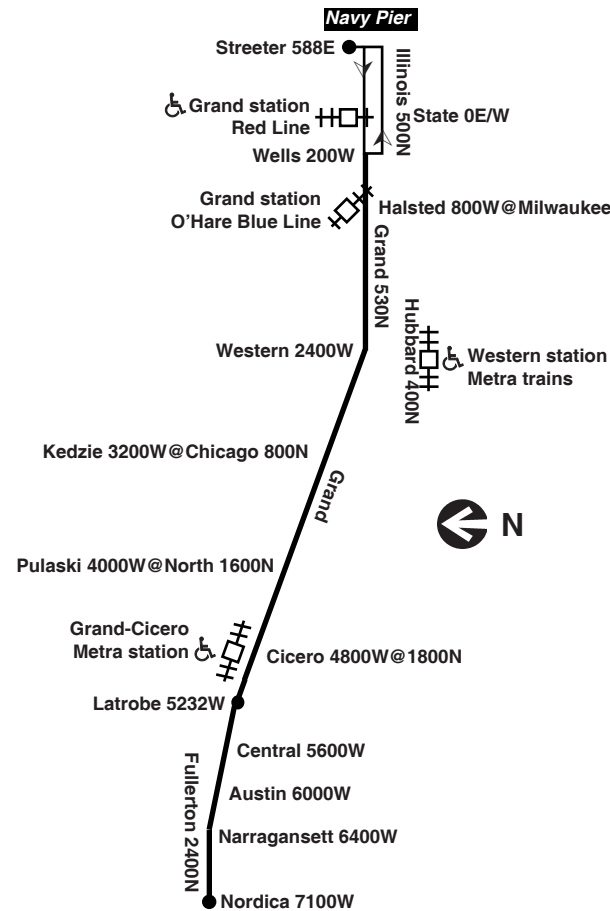 Navy Pier
Streeter 588E
Illinois 500N
Grand station
Red Line
State 0E/W
Wells 200W
Grand station
O'Hare Blue Line
Halsted 800W@Milwaukee
Grand 530N
Hubbard 400N
Western 2400W
Western station
Metra trains
Kedzie 3200W@Chicago 800N
Grand
N
Pulaski 4000W@North 1600N
Grand-Cicero
Metra station
Cicero 4800W@1800N
Latrobe 5232W
Central 5600W
Fullerton 2400N
Austin 6000W
Narragansett 6400W
Nordica 7100W